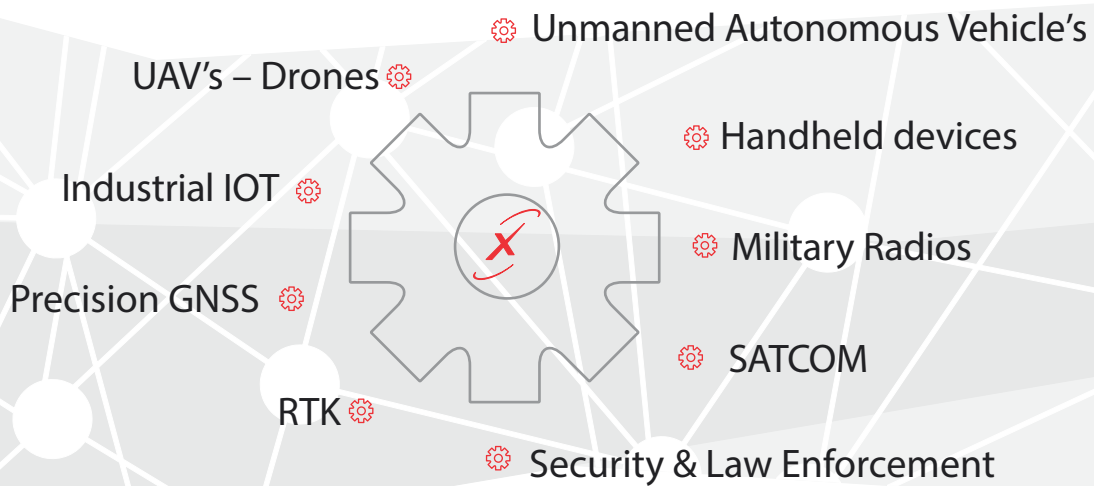 Unmanned Autonomous Vehicle's
UAV's – Drones
Handheld devices
Industrial IOT
Military Radios
Precision GNSS
SATCOM
RTK
Security & Law Enforcement
X